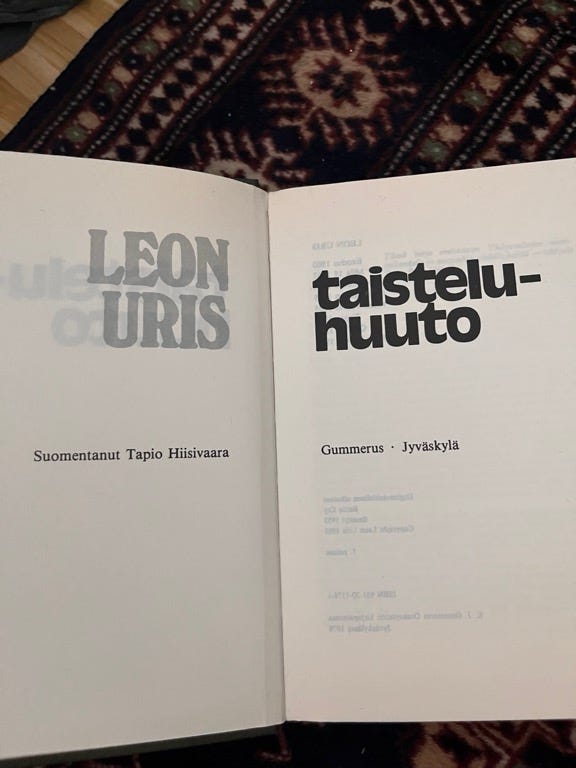 LEON
URIS
Suomentanut Tapio Hiisivaara
taistelu-
huuto
Gummerus · Jyväskylä